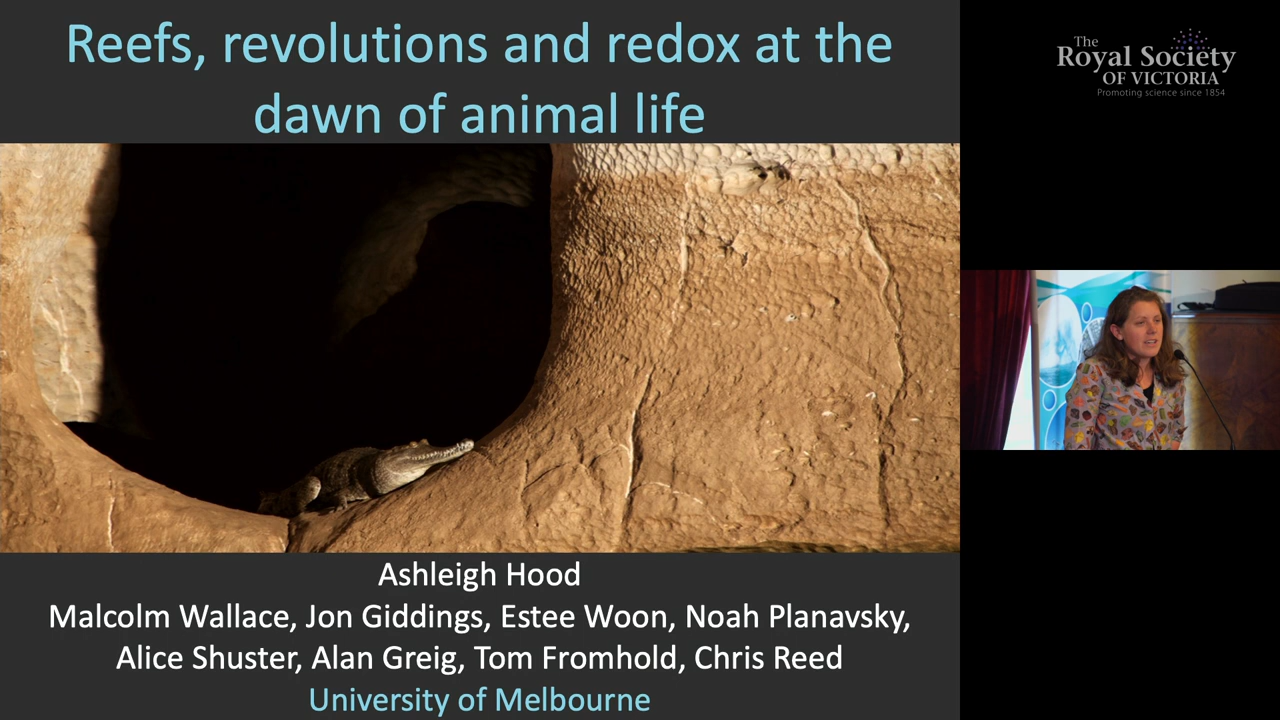 Reefs, revolutions and redox at the
dawn of animal life
Ashleigh Hood
Malcolm Wallace, Jon Giddings, Estee Woon, Noah Planavsky,
Alice Shuster, Alan Greig, Tom Fromhold, Chris Reed
University of Melbourne
The
Royal Society
OF VICTORIA
Promoting science since 1854